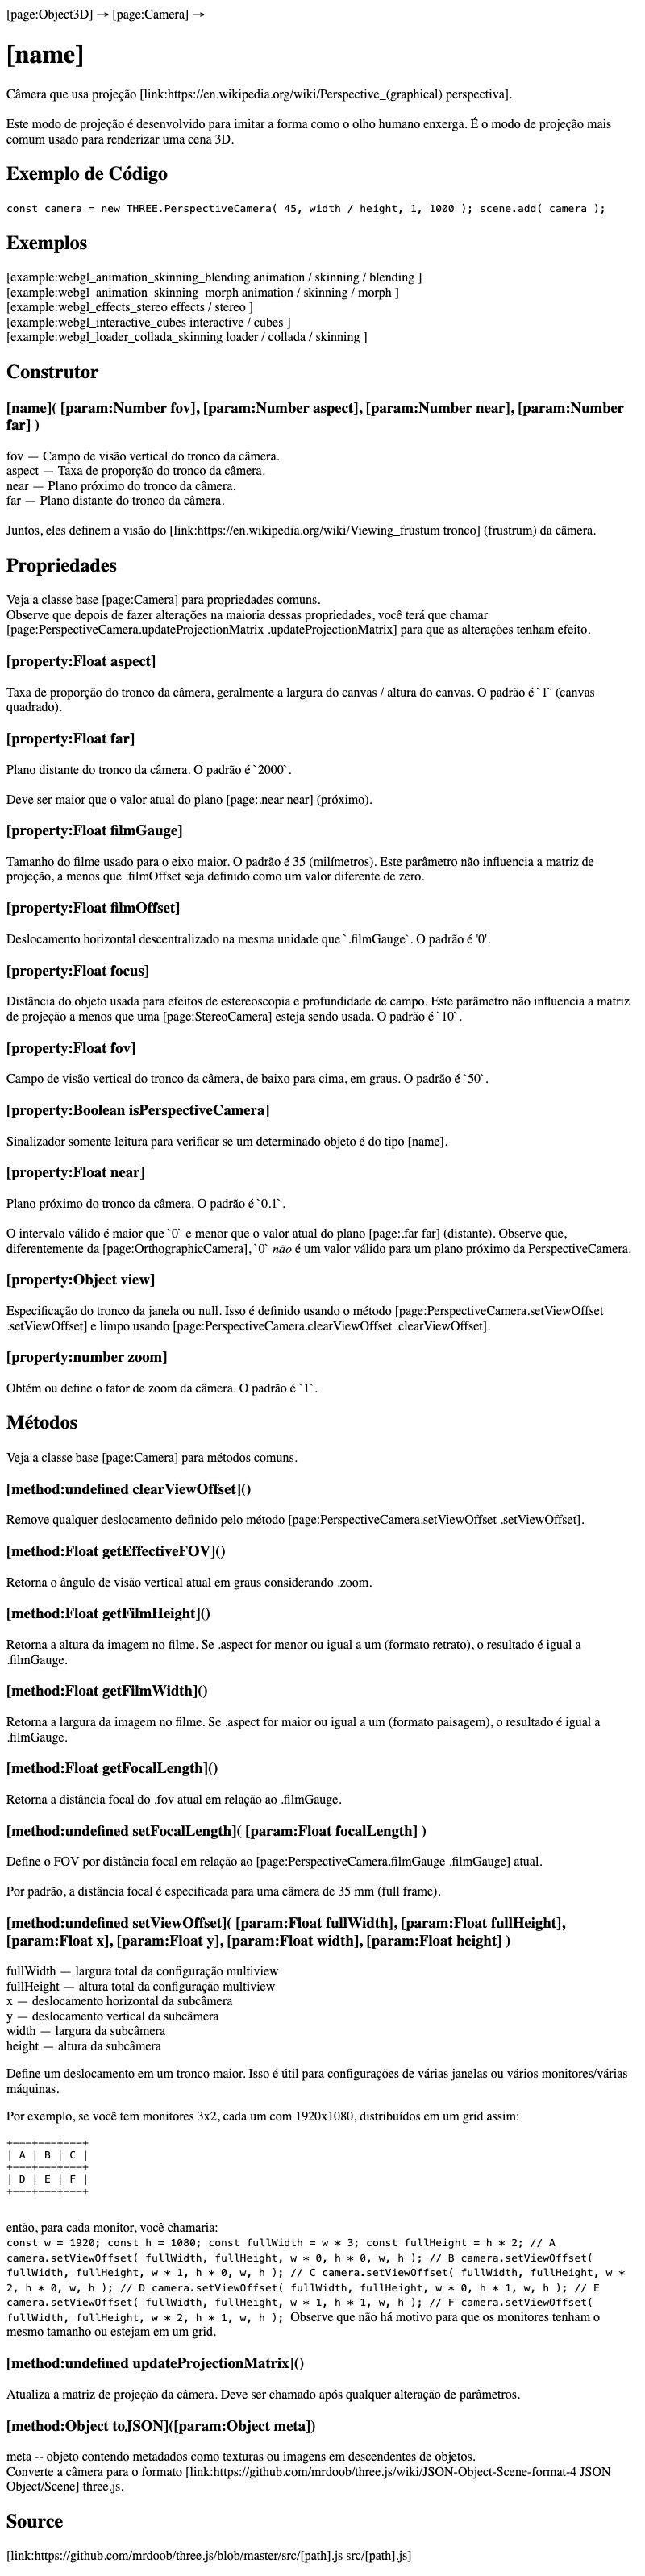 [page:Object3D] → [page:Camera] →
[name]
Câmera que usa projeção [link:https://en.wikipedia.org/wiki/Perspective_(graphical) perspectiva].
Este modo de projeção é desenvolvido para imitar a forma como o olho humano enxerga. É o modo de projeção mais
comum usado para renderizar uma cena 3D.
Exemplo de Código
const camera = new THREE.PerspectiveCamera( 45, width / height, 1, 1000 ); scene.add( camera );
Exemplos
[example:webgl_animation_skinning_blending animation / skinning / blending ]
[example:webgl_animation_skinning_morph animation / skinning / morph ]
[example:webgl_effects_stereo effects / stereo ]
[example:webgl_interactive_cubes interactive / cubes ]
[example:webgl_loader_collada_skinning loader / collada / skinning ]
Construtor
[name]( [param:Number fov], [param:Number aspect], [param:Number near], [param:Number
far] )
fov — Campo de visão vertical do tronco da câmera.
aspect — Taxa de proporção do tronco da câmera.
near — Plano próximo do tronco da câmera.
far — Plano distante do tronco da câmera.
Juntos, eles definem a visão do [link:https://en.wikipedia.org/wiki/Viewing_frustum tronco] (frustrum) da câmera.
Propriedades
Veja a classe base [page:Camera] para propriedades comuns.
Observe que depois de fazer alterações na maioria dessas propriedades, você terá que chamar
[page:PerspectiveCamera.updateProjectionMatrix .updateProjectionMatrix] para que as alterações tenham efeito.
[property:Float aspect]
Taxa de proporção do tronco da câmera, geralmente a largura do canvas / altura do canvas. O padrão é `1` (canvas
quadrado).
[property:Float far]
Plano distante do tronco da câmera. O padrão é `2000`.
Deve ser maior que o valor atual do plano [page:.near near] (próximo).
[property:Float filmGauge]
Tamanho do filme usado para o eixo maior. O padrão é 35 (milímetros). Este parâmetro não influencia a matriz de
projeção, a menos que .filmOffset seja definido como um valor diferente de zero.
[property:Float filmOffset]
Deslocamento horizontal descentralizado na mesma unidade que `.filmGauge`. O padrão é '0'.
[property:Float focus]
Distância do objeto usada para efeitos de estereoscopia e profundidade de campo. Este parâmetro não influencia a matriz
de projeção a menos que uma [page:StereoCamera] esteja sendo usada. O padrão é `10`.
[property:Float fov]
Campo de visão vertical do tronco da câmera, de baixo para cima, em graus. O padrão é `50`.
[property:Boolean isPerspectiveCamera]
Sinalizador somente leitura para verificar se um determinado objeto é do tipo [name].
[property:Float near]
Plano próximo do tronco da câmera. O padrão é `0.1`.
O intervalo válido é maior que `0` e menor que o valor atual do plano [page:.far far] (distante). Observe que,
diferentemente da [page:OrthographicCamera], `0` não é um valor válido para um plano próximo da PerspectiveCamera.
[property:Object view]
Especificação do tronco da janela ou null. Isso é definido usando o método [page:PerspectiveCamera.setViewOffset
.setViewOffset] e limpo usando [page:PerspectiveCamera.clearViewOffset .clearViewOffset].
[property:number zoom]
Obtém ou define o fator de zoom da câmera. O padrão é `1`.
Métodos
Veja a classe base [page:Camera] para métodos comuns.
[method:undefined clearViewOffset]()
Remove qualquer deslocamento definido pelo método [page:PerspectiveCamera.setViewOffset .setViewOffset].
[method:Float getEffectiveFOV]()
Retorna o ângulo de visão vertical atual em graus considerando .zoom.
[method:Float getFilmHeight]()
Retorna a altura da imagem no filme. Se .aspect for menor ou igual a um (formato retrato), o resultado é igual a
.filmGauge.
[method:Float getFilmWidth]()
Retorna a largura da imagem no filme. Se .aspect for maior ou igual a um (formato paisagem), o resultado é igual a
.filmGauge.
[method:Float getFocalLength]()
Retorna a distância focal do .fov atual em relação ao .filmGauge.
[method:undefined setFocalLength]( [param:Float focalLength] )
Define o FOV por distância focal em relação ao [page:PerspectiveCamera.filmGauge .filmGauge] atual.
Por padrão, a distância focal é especificada para uma câmera de 35 mm (full frame).
[method:undefined setViewOffset]( [param:Float fullWidth], [param:Float fullHeight],
[param:Float x], [param:Float y], [param:Float width], [param:Float height] )
fullWidth — largura total da configuração multiview
fullHeight — altura total da configuração multiview
x — deslocamento horizontal da subcâmera
y — deslocamento vertical da subcâmera
width — largura da subcâmera
height — altura da subcâmera
Define um deslocamento em um tronco maior. Isso é útil para configurações de várias janelas ou vários monitores/várias
máquinas.
Por exemplo, se você tem monitores 3x2, cada um com 1920x1080, distribuídos em um grid assim:
+---+---+---+
| A | B | C |
+---+---+---+
| D | E | F |
+---+---+---+
então, para cada monitor, você chamaria:
const w = 1920; const h = 1080; const fullWidth = w * 3; const fullHeight = h * 2; // A
camera.setViewOffset( fullWidth, fullHeight, w * 0, h * 0, w, h ); // B camera.setViewOffset(
fullWidth, fullHeight, w * 1, h * 0, w, h ); // C camera.setViewOffset( fullWidth, fullHeight, w *
2, h * 0, w, h ); // D camera.setViewOffset( fullWidth, fullHeight, w * 0, h * 1, w, h ); // E
camera.setViewOffset( fullWidth, fullHeight, w * 1, h * 1, w, h ); // F camera.setViewOffset(
fullWidth, fullHeight, w * 2, h * 1, w, h ); Observe que não há motivo para que os monitores tenham o
mesmo tamanho ou estejam em um grid.
[method:undefined updateProjectionMatrix]()
Atualiza a matriz de projeção da câmera. Deve ser chamado após qualquer alteração de parâmetros.
[method:Object toJSON]([param:Object meta])
meta -- objeto contendo metadados como texturas ou imagens em descendentes de objetos.
Converte a câmera para o formato [link:https://github.com/mrdoob/three.js/wiki/JSON-Object-Scene-format-4 JSON
Object/Scene] three.js.
Source
[link:https://github.com/mrdoob/three.js/blob/master/src/[path].js src/[path].js]